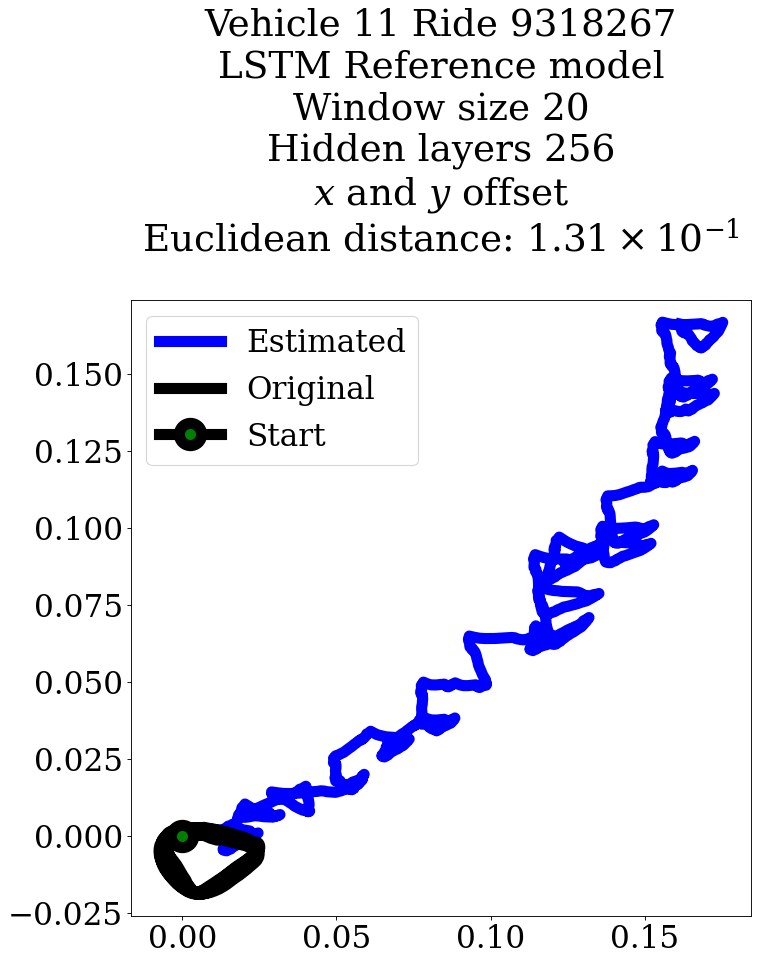 Vehicle 11 Ride 9318267
LSTM Reference model
Window size 20
Hidden layers 256
x and y offset
Euclidean distance: 1.31 × 10⁻¹
Estimated
Original
Start
0.150
0.125
0.100
0.075
0.050
0.025
0.000
−0.025
0.00 0.05 0.10 0.15